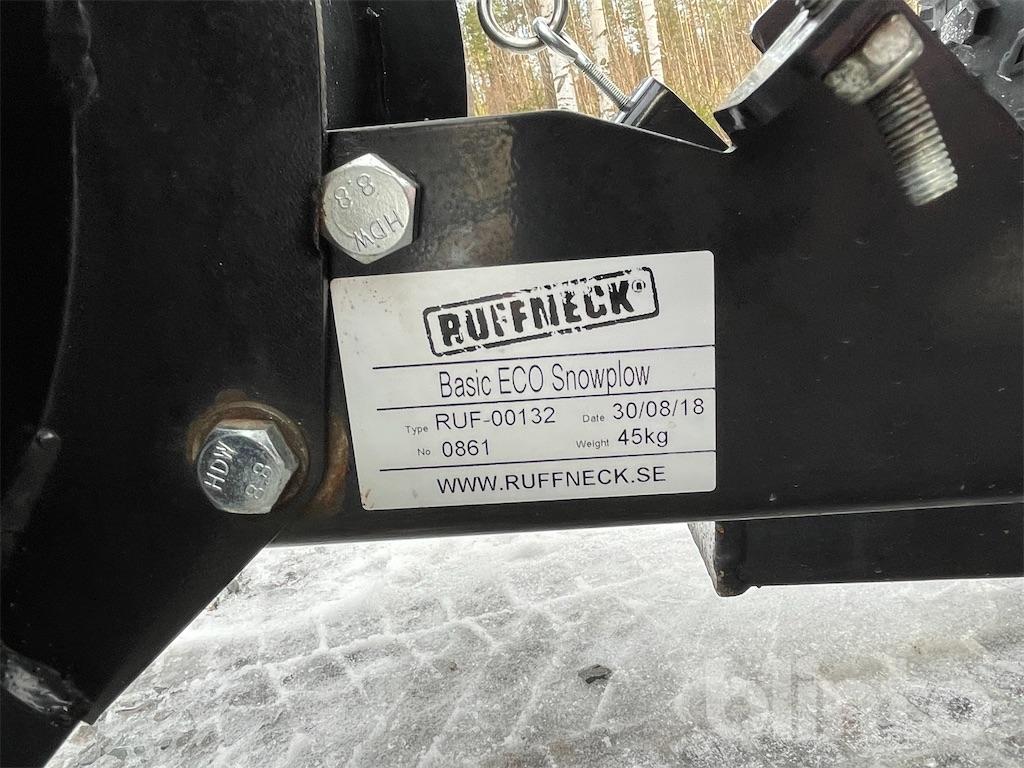 8.8
HDW
RUFFNECK®
Basic ECO Snowplow
Type RUF-00132 Date 30/08/18
No 0861 Weight 45kg
WWW.RUFFNECK.SE
HDW
8.8
blinto